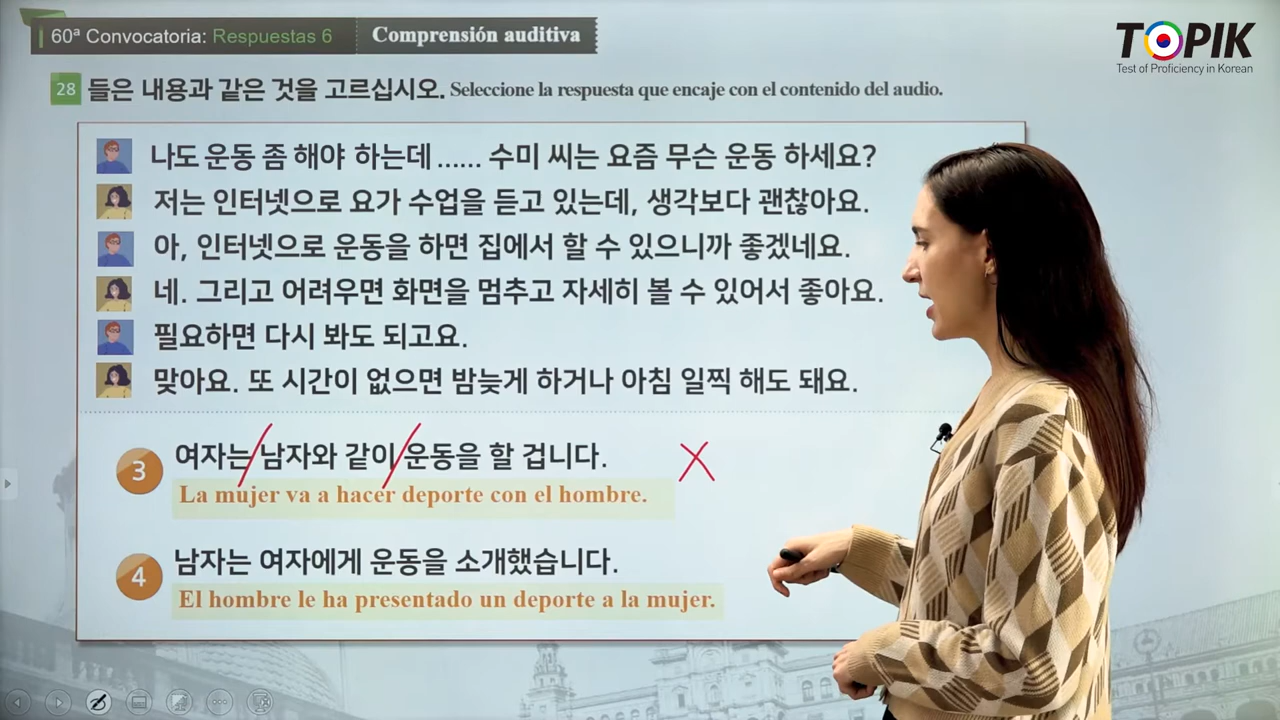 60ª Convocatoria: Respuestas 6 Comprensión auditiva
TOPIK
Test of Proficiency in Korean
28 들은 내용과 같은 것을 고르십시오. Seleccione la respuesta que encaje con el contenido del audio.
나도 운동 좀 해야 하는데 ...... 수미 씨는 요즘 무슨 운동 하세요?
저는 인터넷으로 요가 수업을 듣고 있는데, 생각보다 괜찮아요.
아, 인터넷으로 운동을 하면 집에서 할 수 있으니까 좋겠네요.
네. 그리고 어려우면 화면을 멈추고 자세히 볼 수 있어서 좋아요.
필요하면 다시 봐도 되고요.
맞아요. 또 시간이 없으면 밤늦게 하거나 아침 일찍 해도 돼요.
3 여자는 남자와 같이 운동을 할 겁니다.
La mujer va a hacer deporte con el hombre.
4 남자는 여자에게 운동을 소개했습니다.
El hombre le ha presentado un deporte a la mujer.